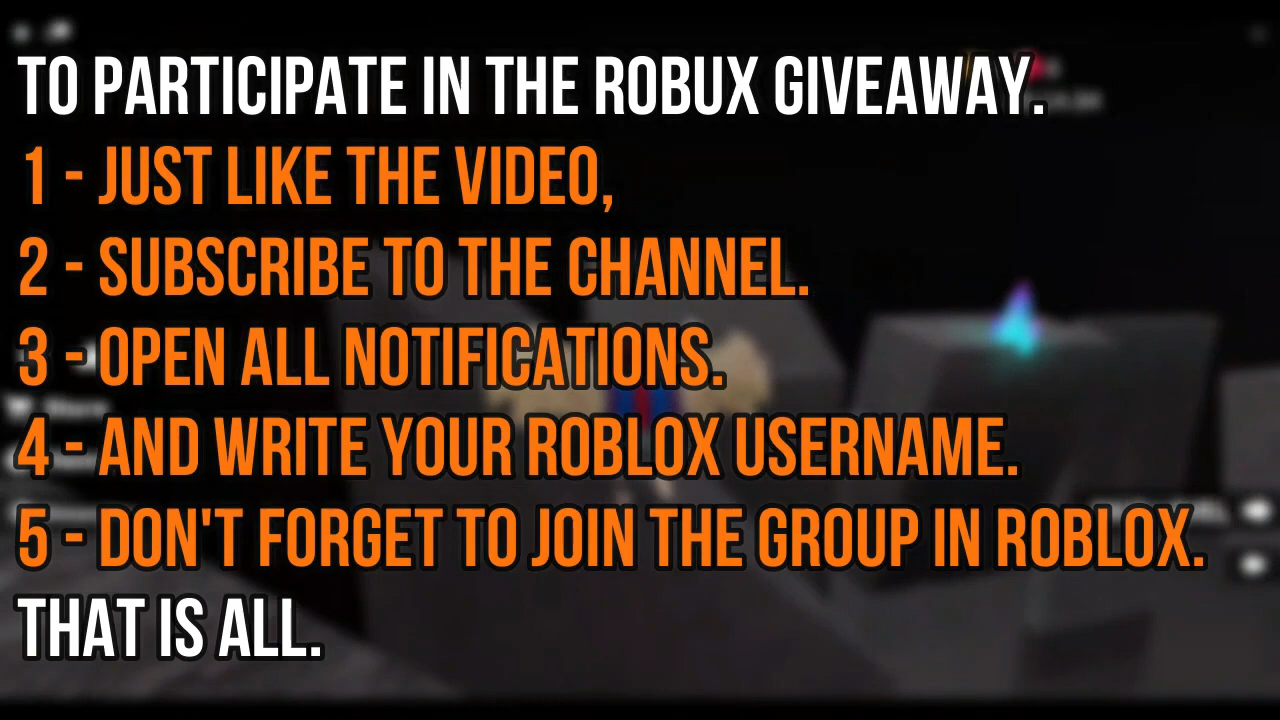 TO PARTICIPATE IN THE ROBUX GIVEAWAY.
1 - JUST LIKE THE VIDEO,
2 - SUBSCRIBE TO THE CHANNEL.
3 - OPEN ALL NOTIFICATIONS.
4 - AND WRITE YOUR ROBLOX USERNAME.
5 - DON'T FORGET TO JOIN THE GROUP IN ROBLOX.
THAT IS ALL.